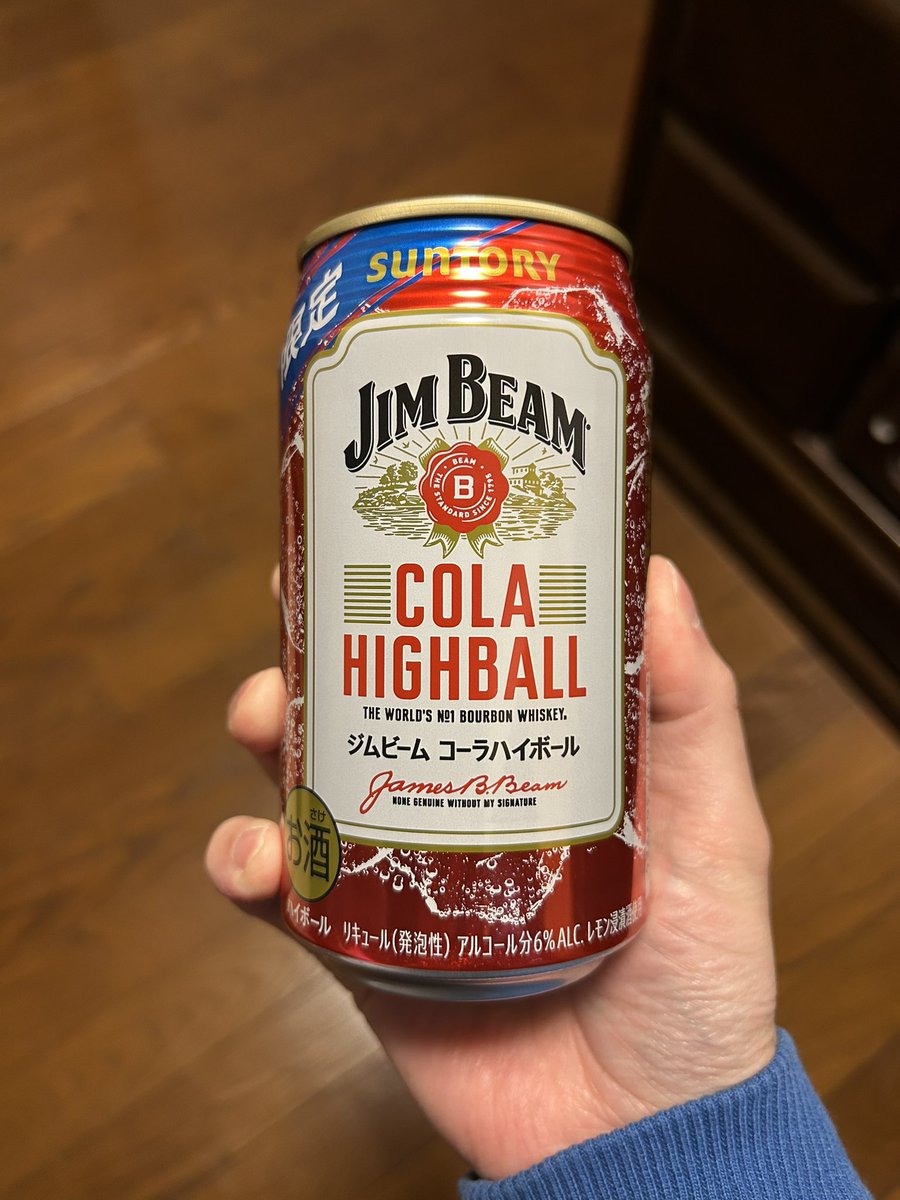 SUNTORY
限定
JIM BEAM
BEAM
B
THE STANDARD SINCE 1795
COLA
HIGHBALL
THE WORLD'S No1 BOURBON WHISKEY.
ジムビーム コーラハイボール
James B. Beam
NONE GENUINE WITHOUT MY SIGNATURE
さけ
お酒
ハイボール リキュール(発泡性) アルコール分6%ALC. レモン浸漬酒